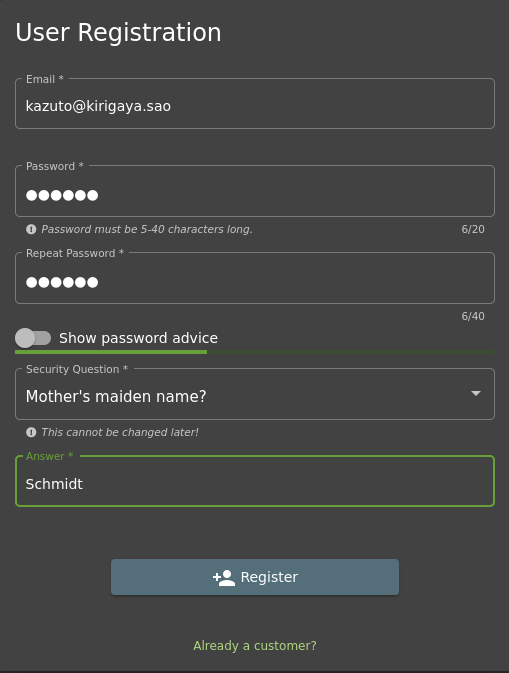 User Registration
Email *
kazuto@kirigaya.sao
Password *
●●●●●●
Password must be 5-40 characters long. 6/20
Repeat Password *
●●●●●●
6/40
Show password advice
Security Question *
Mother's maiden name?
This cannot be changed later!
Answer *
Schmidt
Register
Already a customer?